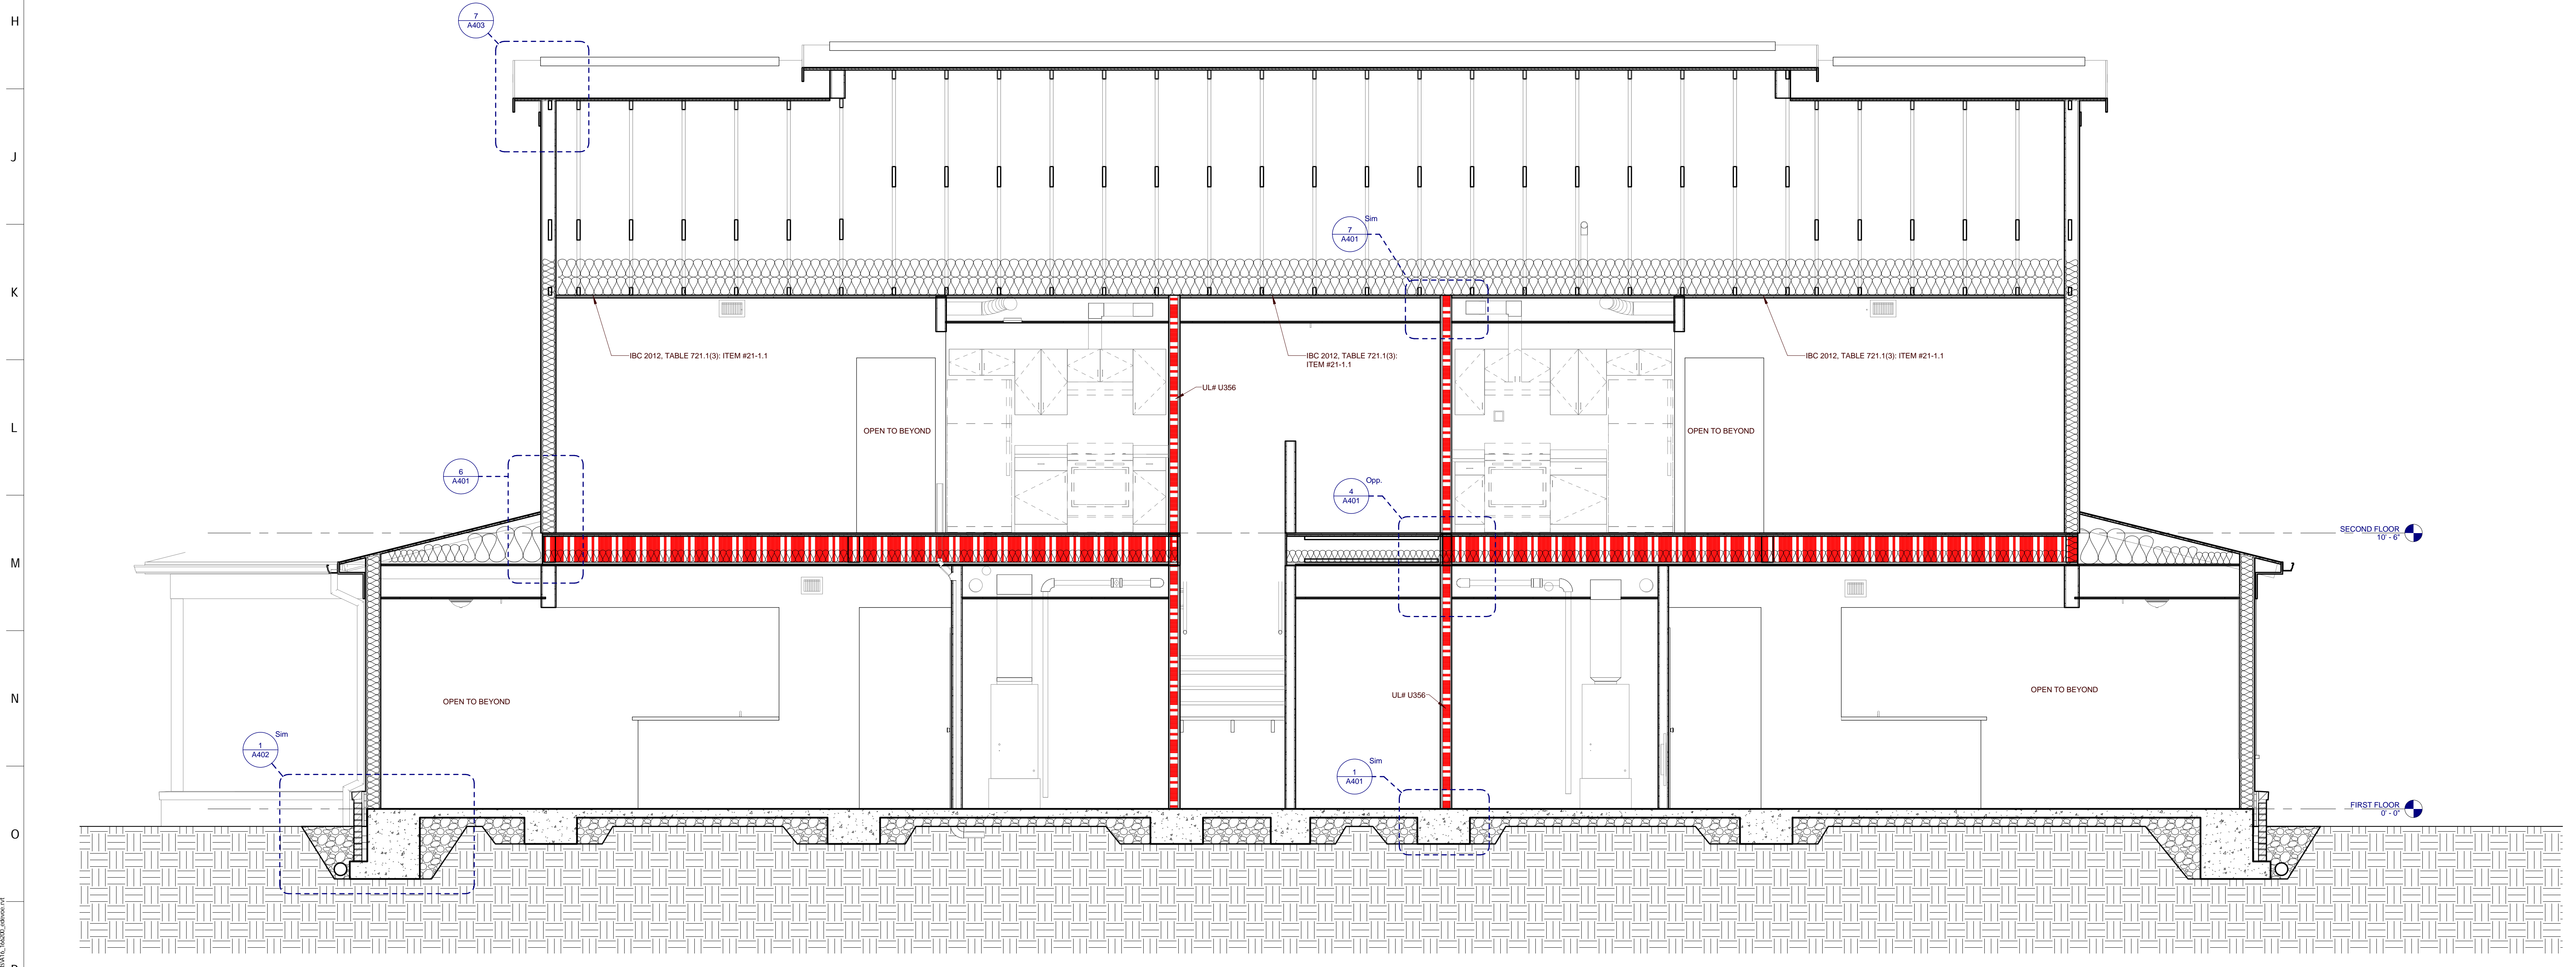 H
7
A403
J
Sim
7
A401
K
IBC 2012, TABLE 721.1(3): ITEM #21-1.1
IBC 2012, TABLE 721.1(3):
ITEM #21-1.1
IBC 2012, TABLE 721.1(3): ITEM #21-1.1
UL# U356
L
OPEN TO BEYOND
OPEN TO BEYOND
6
A401
Opp.
4
A401
SECOND FLOOR
10' - 6"
M
N
OPEN TO BEYOND
UL# U356
OPEN TO BEYOND
Sim
1
A402
Sim
1
A401
FIRST FLOOR
0' - 0"
O